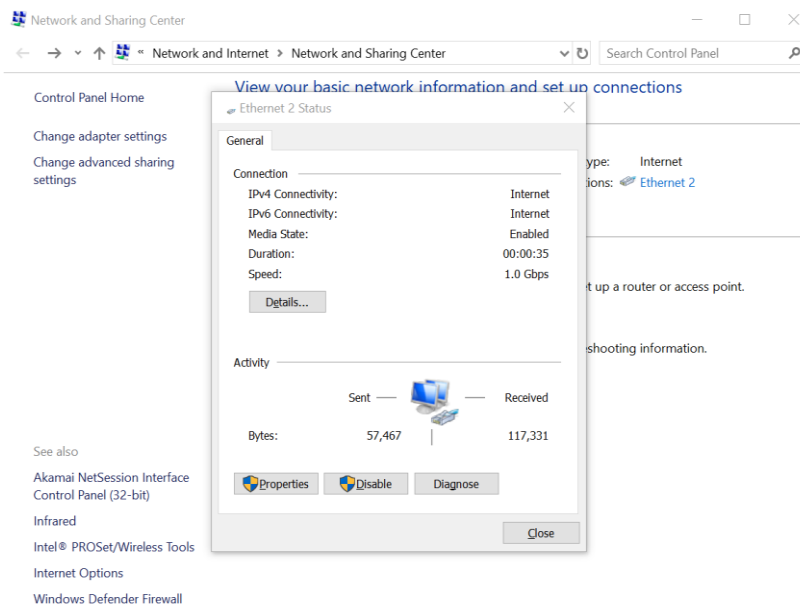 Network and Sharing Center
« Network and Internet > Network and Sharing Center
Search Control Panel
Control Panel Home
Change adapter settings
Change advanced sharing
settings
See also
Akamai NetSession Interface
Control Panel (32-bit)
Infrared
Intel® PROSet/Wireless Tools
Internet Options
Windows Defender Firewall
View your basic network information and set up connections
ype: Internet
ions: Ethernet 2
t up a router or access point.
shooting information.
Ethernet 2 Status
General
Connection
IPv4 Connectivity: Internet
IPv6 Connectivity: Internet
Media State: Enabled
Duration: 00:00:35
Speed: 1.0 Gbps
Details...
Activity
Sent — — Received
Bytes: 57,467 | 117,331
Properties Disable Diagnose
Close